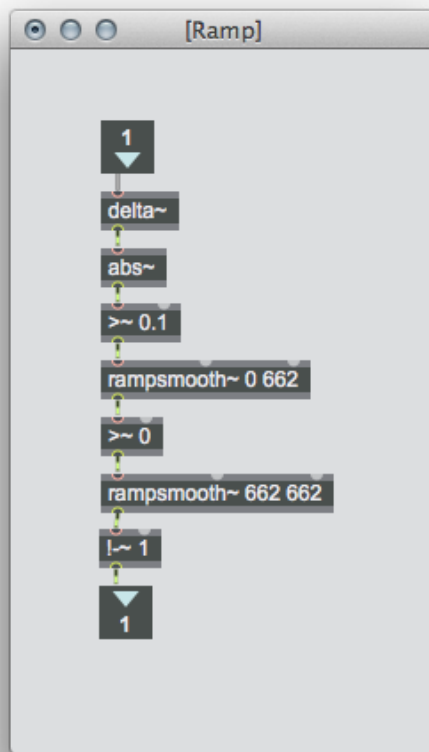 [Ramp]
1
delta~
abs~
>~ 0.1
rampsmooth~ 0 662
>~ 0
rampsmooth~ 662 662
!-~ 1
1